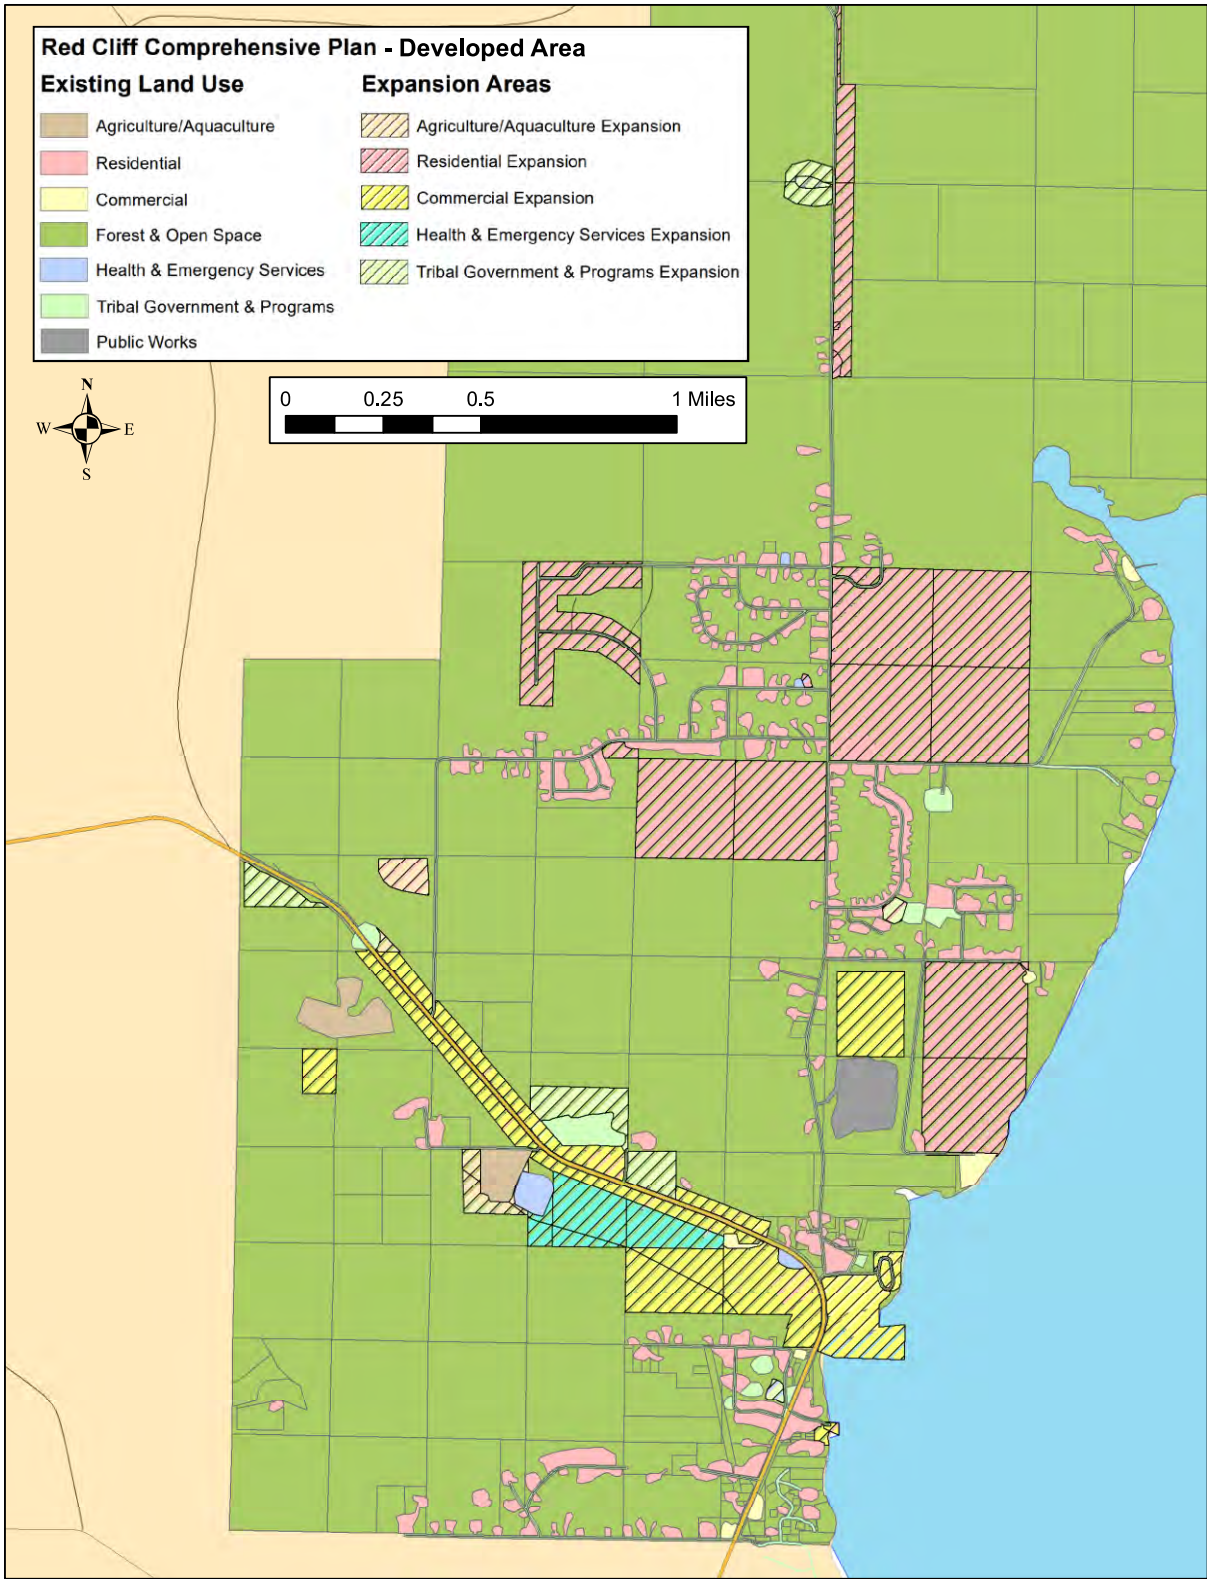 Red Cliff Comprehensive Plan - Developed Area
Existing Land Use
Expansion Areas
Agriculture/Aquaculture
Agriculture/Aquaculture Expansion
Residential
Residential Expansion
Commercial
Commercial Expansion
Forest & Open Space
Health & Emergency Services Expansion
Health & Emergency Services
Tribal Government & Programs Expansion
Tribal Government & Programs
Public Works
N
W E
S
0 0.25 0.5 1 Miles